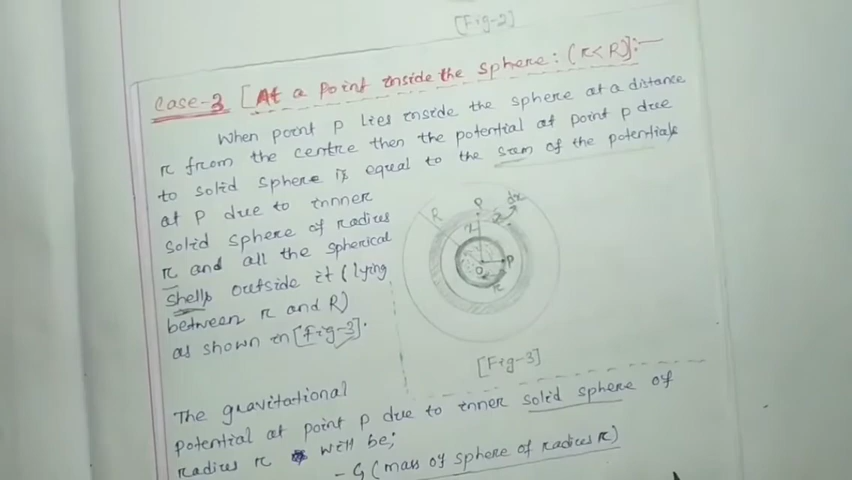 [Fig-2]
Case-3 [At a point inside the sphere: (r<R)]:-
When point P lies inside the sphere at a distance
r from the centre then the potential at point P due
to solid sphere is equal to the sum of the potentials
at P due to inner
solid sphere of radius
r and all the spherical
shells outside it (lying
between r and R)
as shown in [Fig-3].
R
P
dx
x
x
O
P
r
[Fig-3]
The gravitational
potential at point P due to inner solid sphere of
radius r will be;
- G (mass of sphere of radius r)